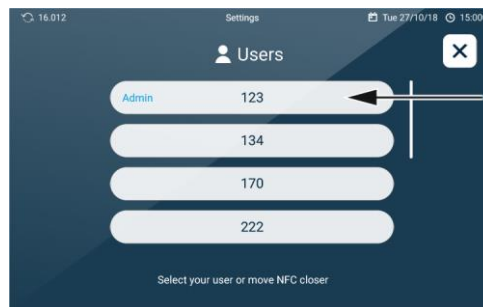 16.012 Settings Tue 27/10/18 15:00
Users
Admin 123
134
170
222
Select your user or move NFC closer